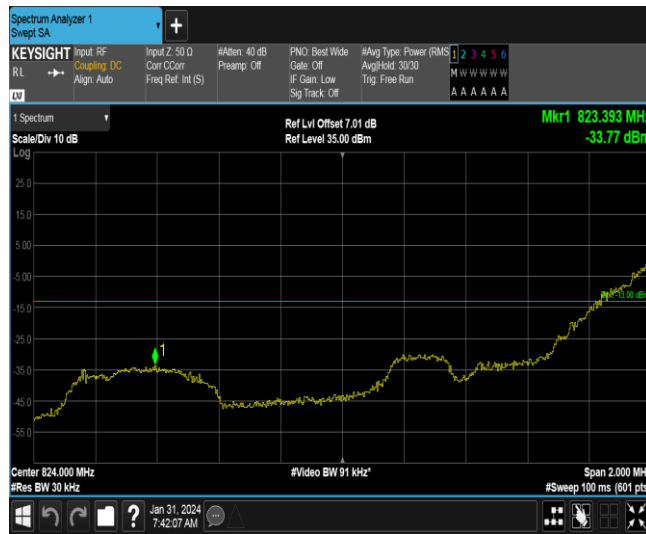 Spectrum Analyzer 1
Swept SA
+
KEYSIGHT Input: RF Input Z: 50 Ω #Atten: 40 dB PNO: Best Wide #Avg Type: Power (RMS 1 2 3 4 5 6
RL Coupling: DC Corr CCorr Preamp: Off Gate: Off Avg|Hold: 30/30 M W W W W W
Align: Auto Freq Ref: Int (S) IF Gain: Low Trig: Free Run
LXI Sig Track: Off A A A A A A
1 Spectrum Ref Lvl Offset 7.01 dB Mkr1 823.393 MHz
Scale/Div 10 dB Ref Level 35.00 dBm -33.77 dBm
Log
25.0
15.0
5.00
-5.00
-13.00 dBm
-15.0
-25.0
1
-35.0
-45.0
-55.0
Center 824.000 MHz #Video BW 91 kHz* Span 2.000 MH
#Res BW 30 kHz #Sweep 100 ms (601 pts
? Jan 31, 2024
7:42:07 AM